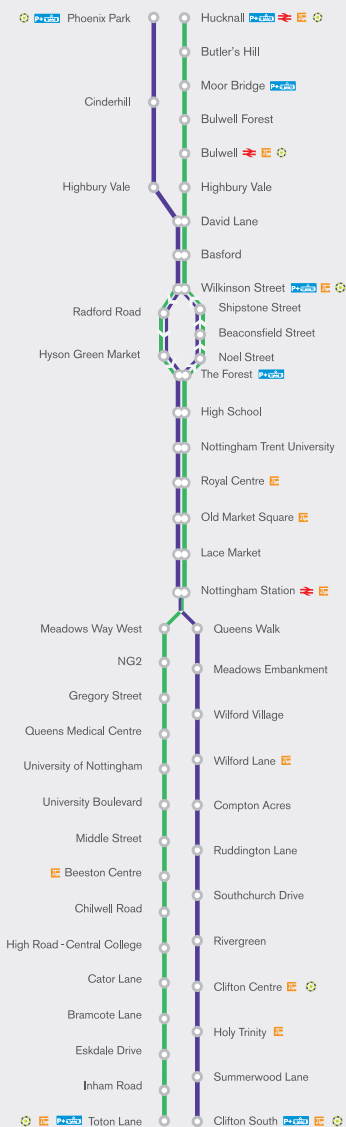 Phoenix Park
Hucknall
Butler's Hill
Moor Bridge
Cinderhill
Bulwell Forest
Bulwell
Highbury Vale
Highbury Vale
David Lane
Basford
Wilkinson Street
Radford Road
Shipstone Street
Beaconsfield Street
Hyson Green Market
Noel Street
The Forest
High School
Nottingham Trent University
Royal Centre
Old Market Square
Lace Market
Nottingham Station
Meadows Way West
Queens Walk
NG2
Meadows Embankment
Gregory Street
Wilford Village
Queens Medical Centre
Wilford Lane
University of Nottingham
University Boulevard
Compton Acres
Middle Street
Ruddington Lane
Beeston Centre
Southchurch Drive
Chilwell Road
High Road - Central College
Rivergreen
Cator Lane
Clifton Centre
Bramcote Lane
Holy Trinity
Eskdale Drive
Summerwood Lane
Inham Road
Toton Lane
Clifton South